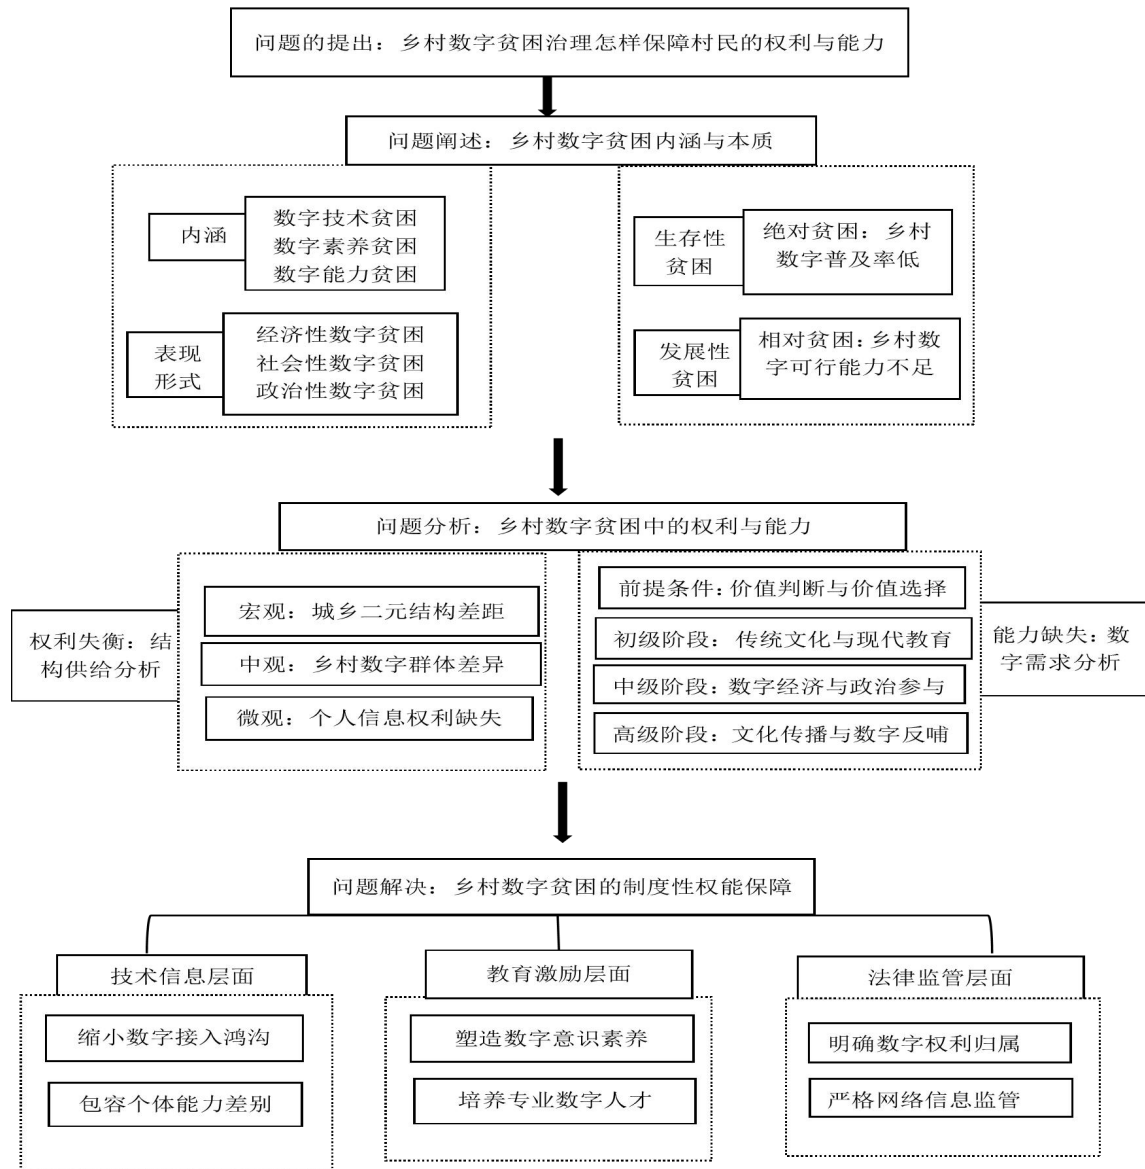 问题的提出：乡村数字贫困治理怎样保障村民的权利与能力
问题阐述：乡村数字贫困内涵与本质
内涵
数字技术贫困
数字素养贫困
数字能力贫困
表现
形式
经济性数字贫困
社会性数字贫困
政治性数字贫困
生存性
贫困
绝对贫困：乡村
数字普及率低
发展性
贫困
相对贫困：乡村数
字可行能力不足
问题分析：乡村数字贫困中的权利与能力
权利失衡：结
构供给分析
宏观：城乡二元结构差距
中观：乡村数字群体差异
微观：个人信息权利缺失
前提条件：价值判断与价值选择
初级阶段：传统文化与现代教育
中级阶段：数字经济与政治参与
高级阶段：文化传播与数字反哺
能力缺失：数
字需求分析
问题解决：乡村数字贫困的制度性权能保障
技术信息层面
缩小数字接入鸿沟
包容个体能力差别
教育激励层面
塑造数字意识素养
培养专业数字人才
法律监管层面
明确数字权利归属
严格网络信息监管